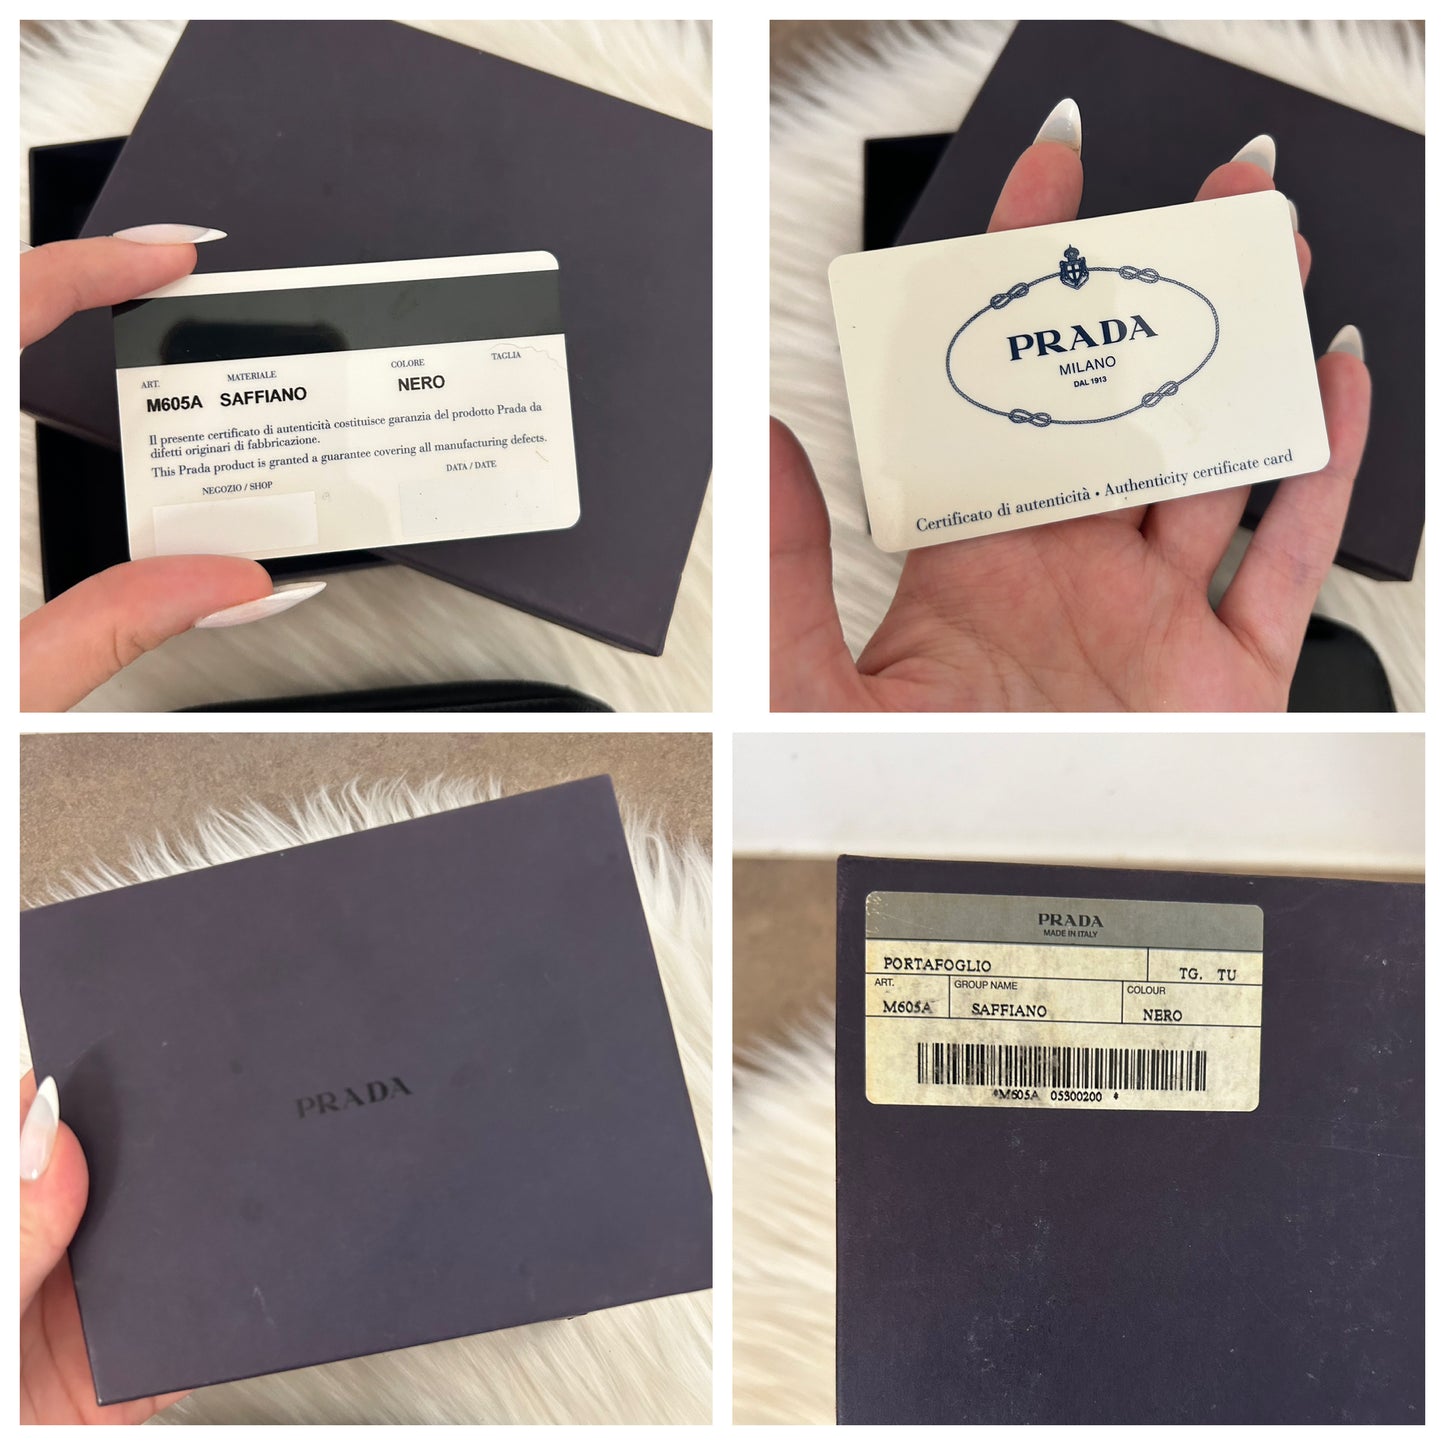 ART. MATERIALE COLORE TAGLIA
M605A SAFFIANO NERO
Il presente certificato di autenticità costituisce garanzia del prodotto Prada da
difetti originari di fabbricazione.
This Prada product is granted a guarantee covering all manufacturing defects.
NEGOZIO / SHOP DATA / DATE
PRADA
MILANO
DAL 1913
Certificato di autenticità • Authenticity certificate card
PRADA
PRADA
MADE IN ITALY
PORTAFOGLIO TG. TU
ART. GROUP NAME COLOUR
M605A SAFFIANO NERO
*M605A 05300200 *